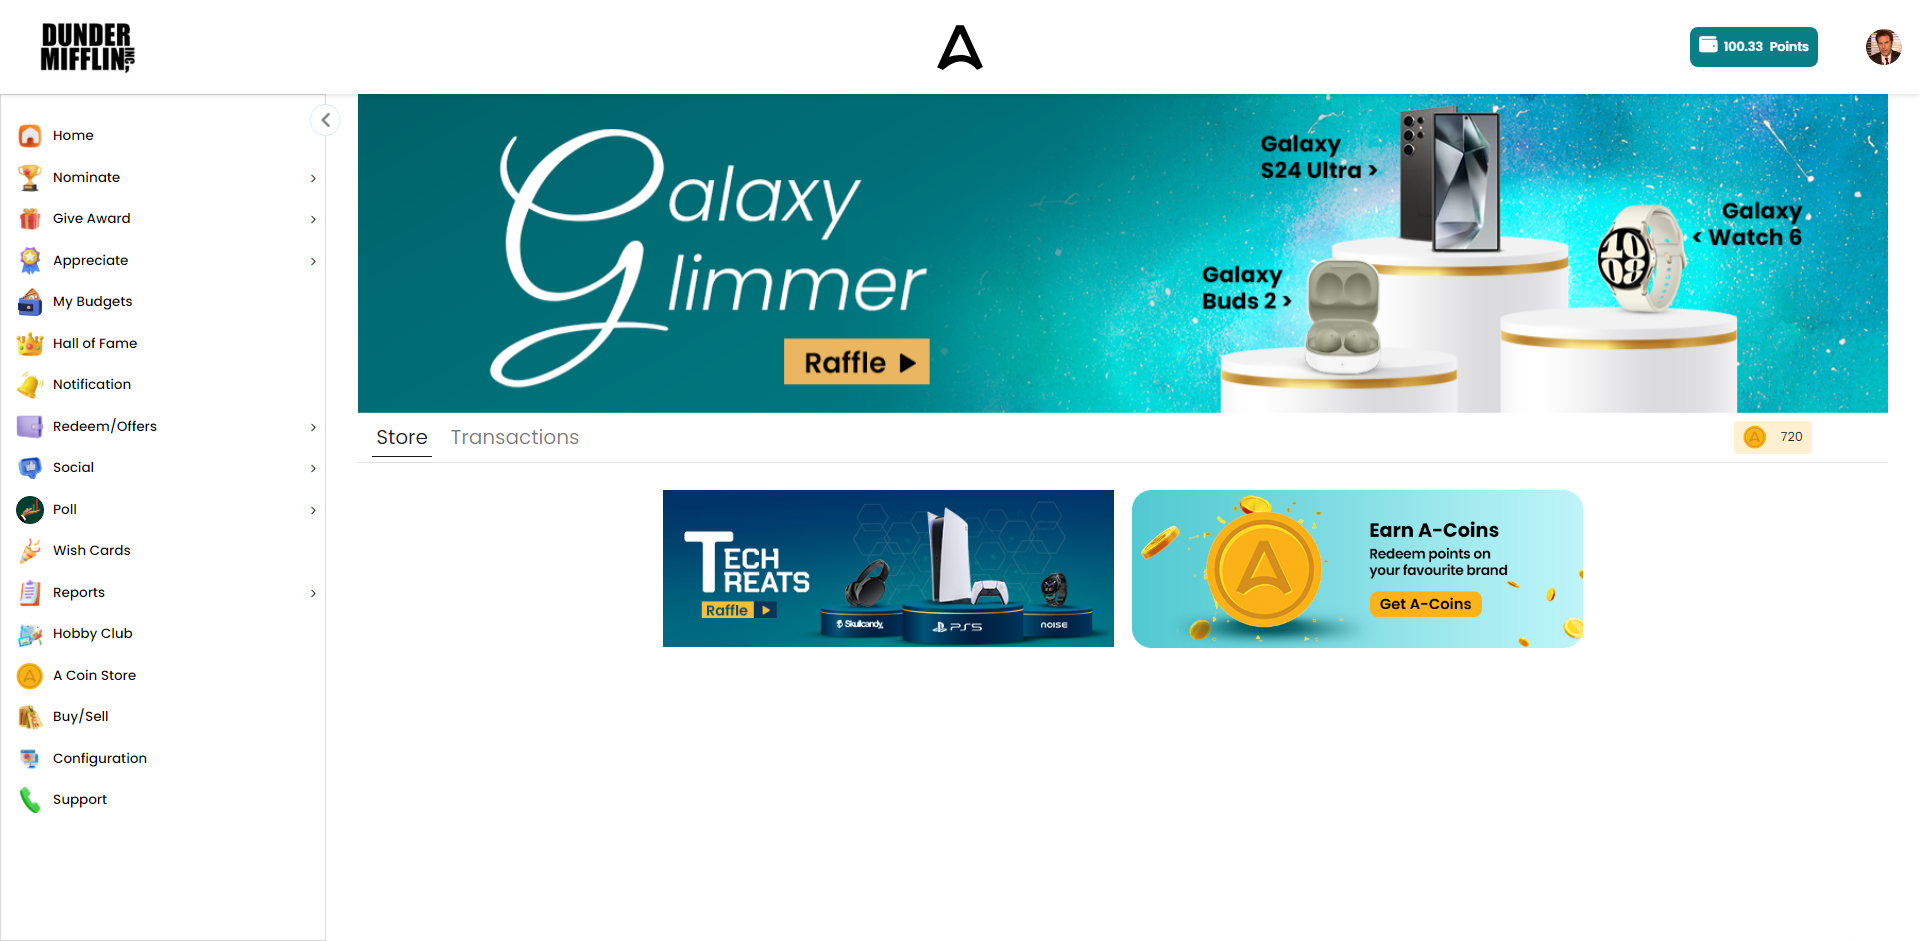 DUNDER
MIFFLIN, INC
100.33 Points
Home
Nominate
Give Award
Appreciate
My Budgets
Hall of Fame
Notification
Redeem/Offers
Social
Poll
Wish Cards
Reports
Hobby Club
A Coin Store
Buy/Sell
Configuration
Support
Galaxy
Glimmer
Raffle
Galaxy
S24 Ultra >
Galaxy
< Watch 6
Galaxy
Buds 2 >
Store
Transactions
720
TECH
TREATS
Raffle
Skullcandy
PS5
noise
Earn A-Coins
Redeem points on
your favourite brand
Get A-Coins